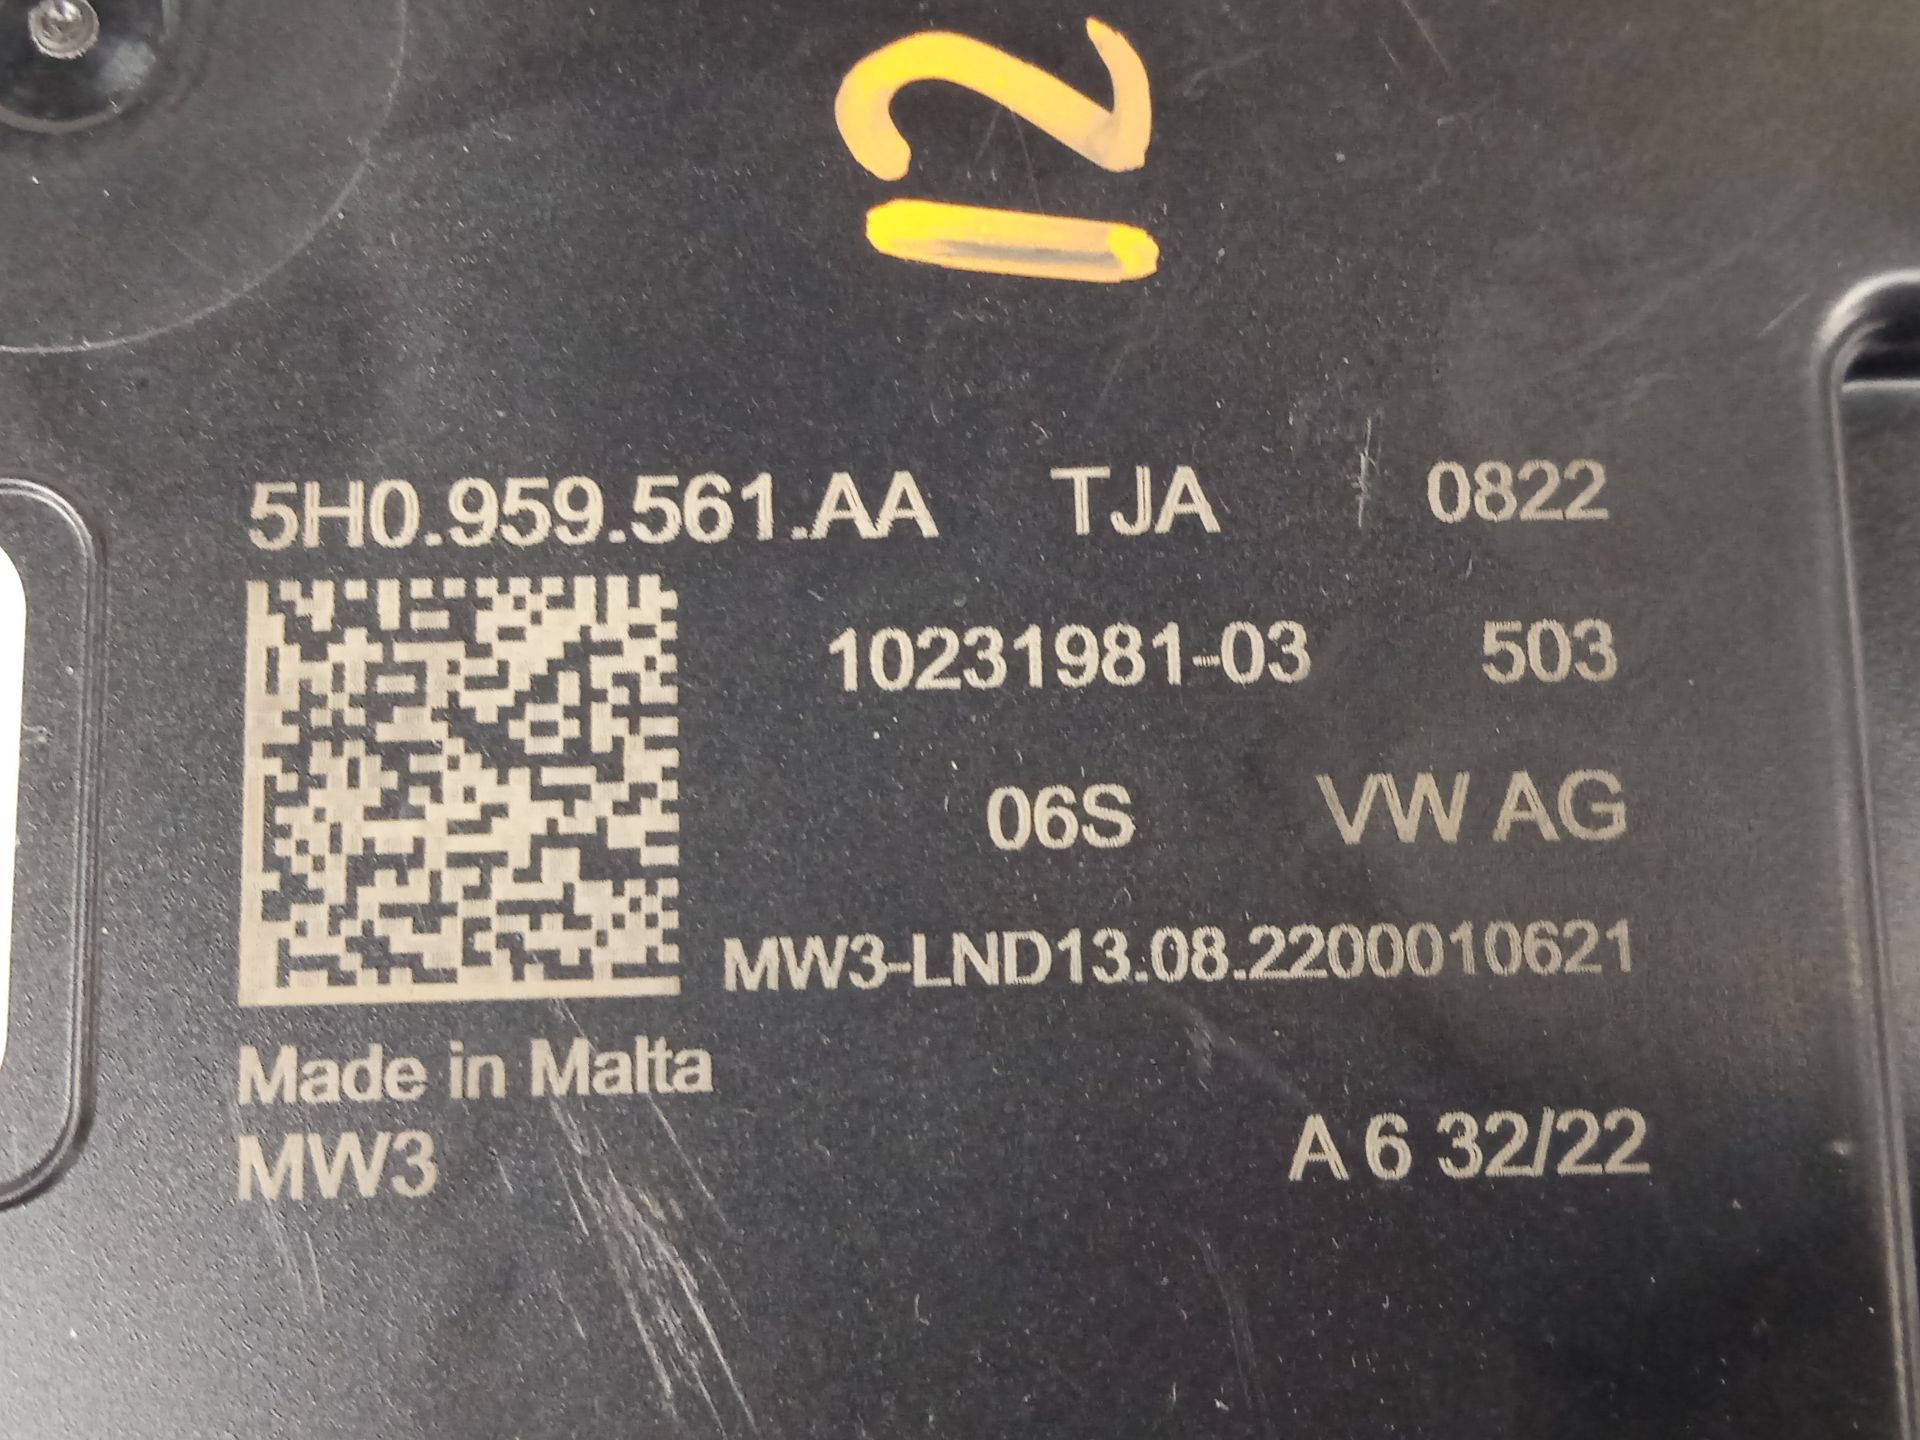 12
5H0.959.561.AA TJA 0822
10231981-03 503
06S VW AG
MW3-LND13.08.2200010621
Made in Malta
MW3
A 6 32/22